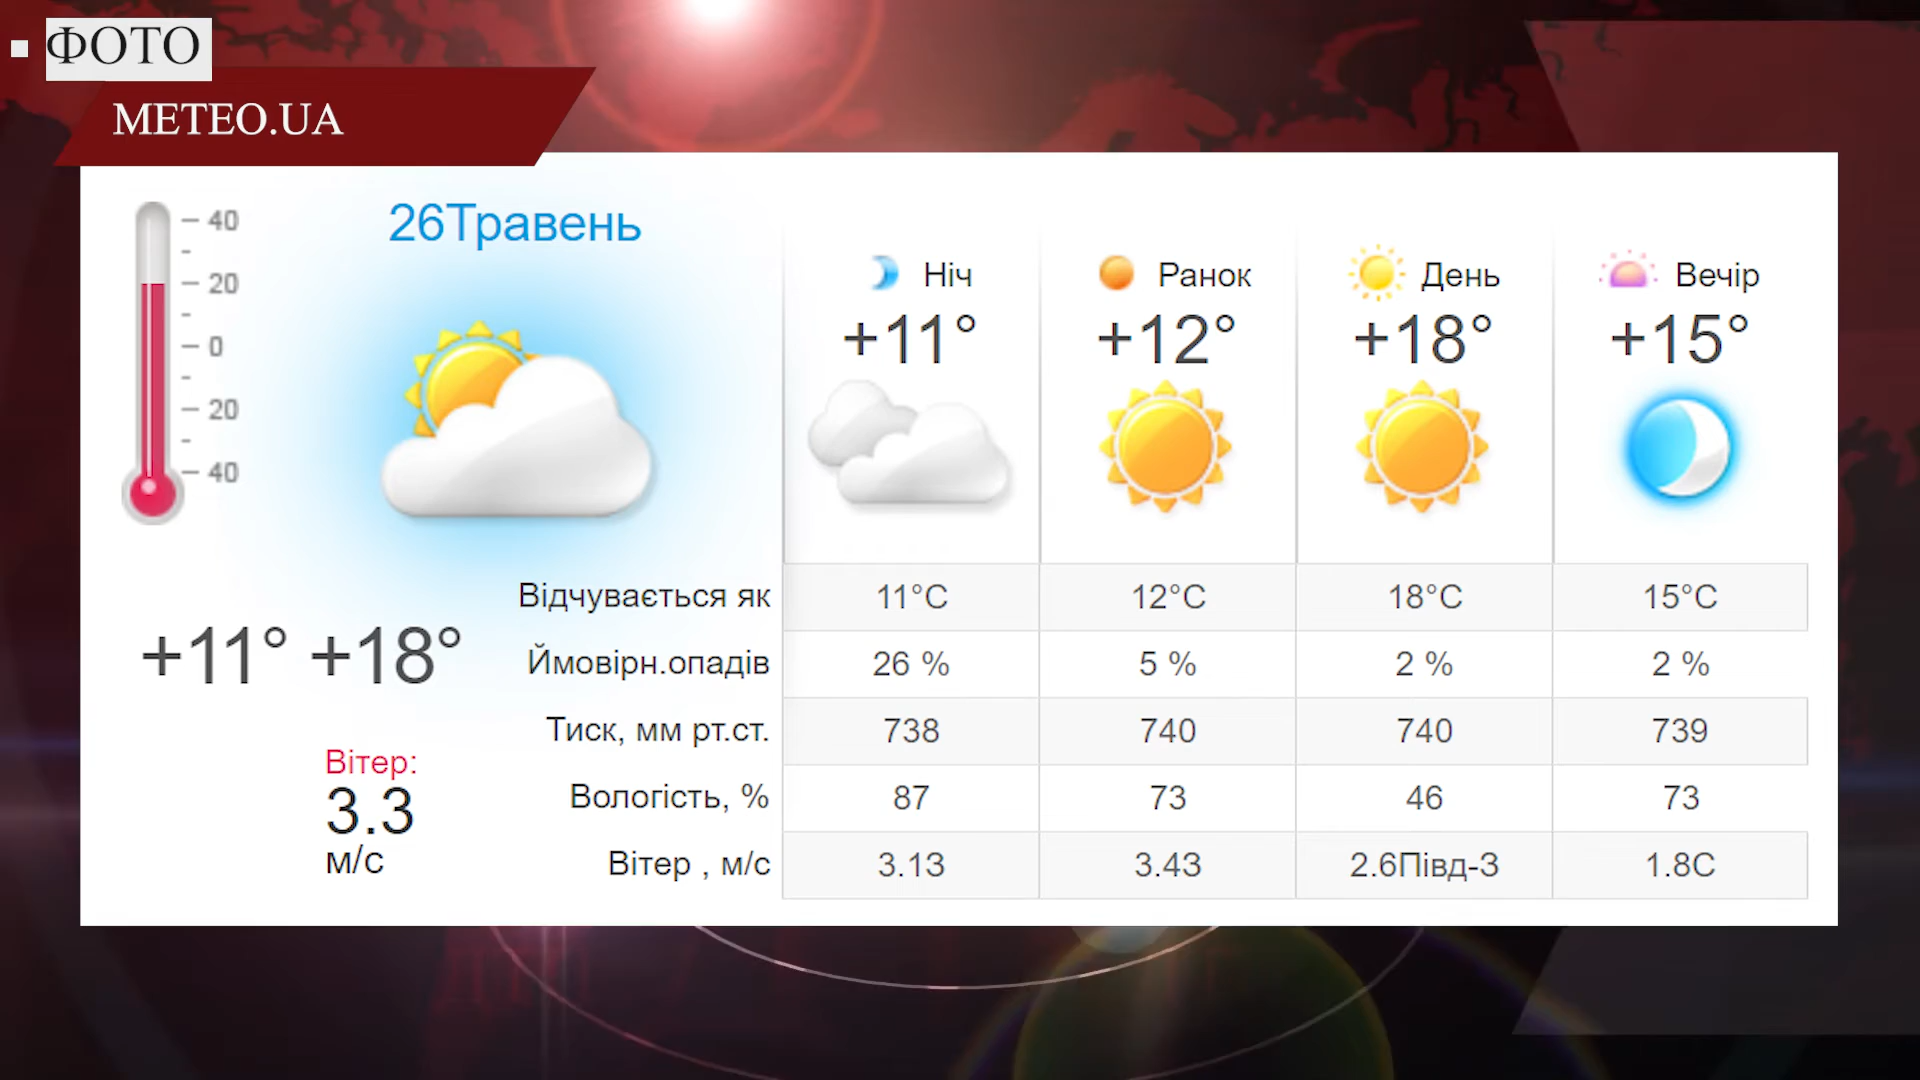 ФОТО
METEO.UA
26Травень
40
20
0
20
40
+11° +18°
Вітер:
3.3
м/с
Ніч Ранок День Вечір
+11° +12° +18° +15°
Відчувається як 11°C 12°C 18°C 15°C
Ймовірн.опадів 26 % 5 % 2 % 2 %
Тиск, мм рт.ст. 738 740 740 739
Вологість, % 87 73 46 73
Вітер , м/с 3.1З 3.4З 2.6Півд-З 1.8С